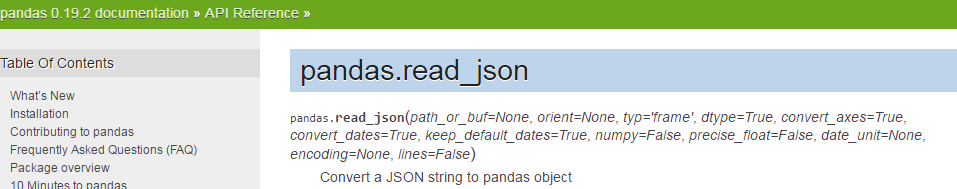 pandas 0.19.2 documentation » API Reference »
Table Of Contents
What's New
Installation
Contributing to pandas
Frequently Asked Questions (FAQ)
Package overview
10 Minutes to pandas
pandas.read_json
pandas.read_json(path_or_buf=None, orient=None, typ='frame', dtype=True, convert_axes=True,
convert_dates=True, keep_default_dates=True, numpy=False, precise_float=False, date_unit=None,
encoding=None, lines=False)
Convert a JSON string to pandas object